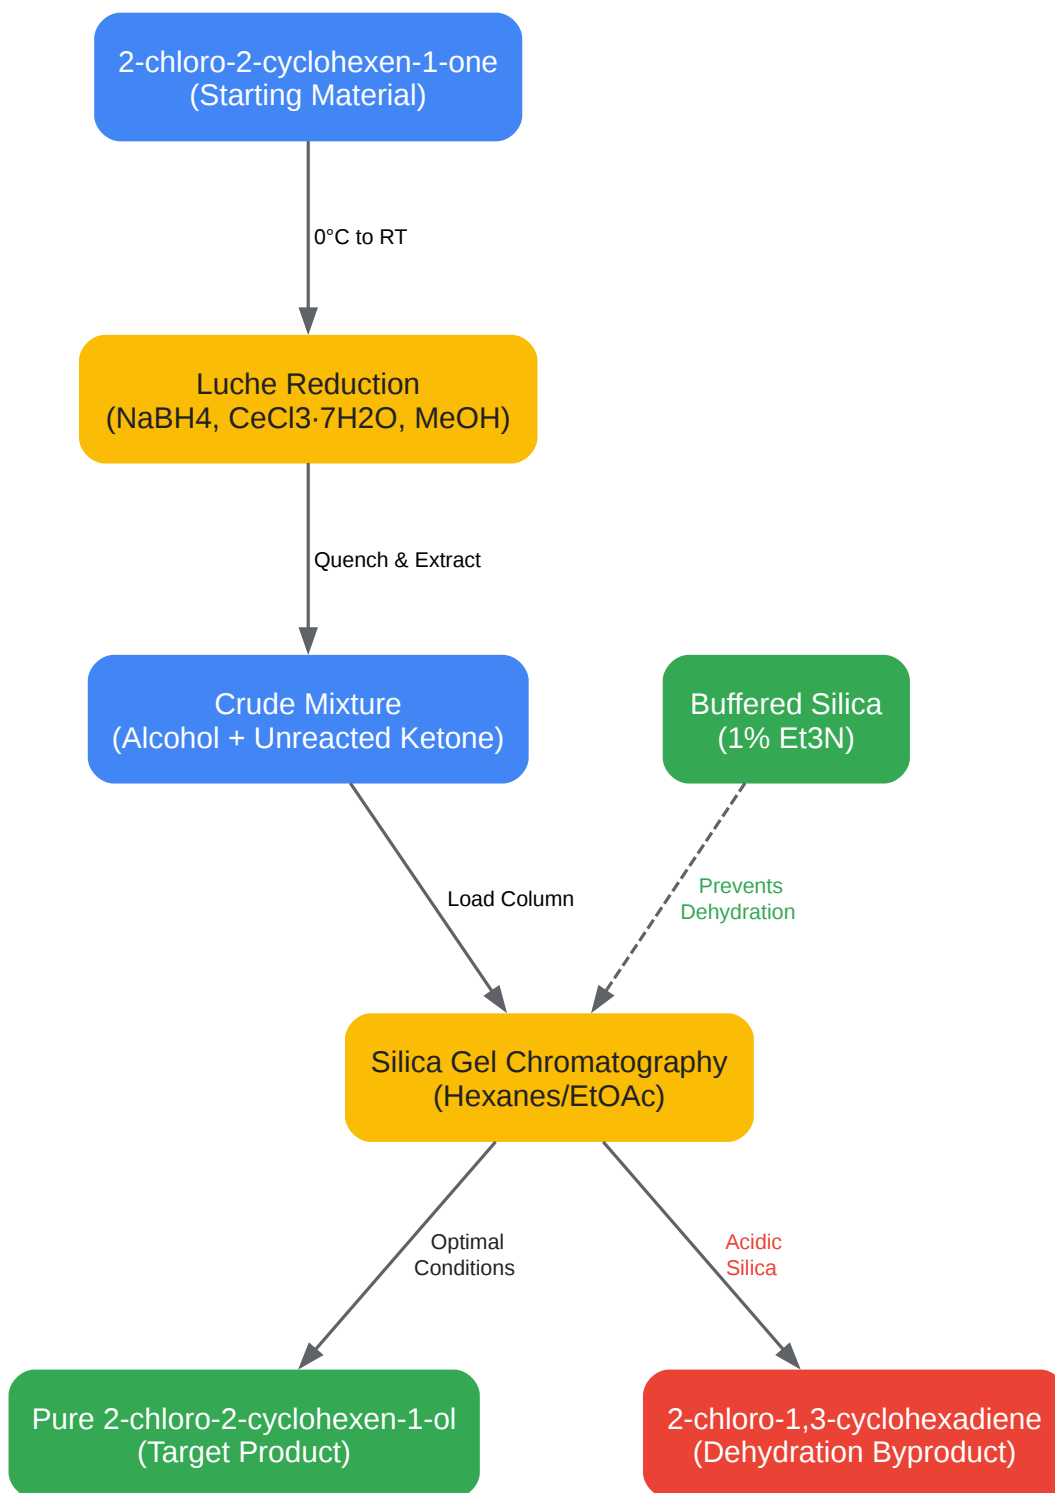 2-chloro-2-cyclohexen-1-one
(Starting Material)
0°C to RT
Luche Reduction
(NaBH4, CeCl3·7H2O, MeOH)
Quench & Extract
Crude Mixture
(Alcohol + Unreacted Ketone)
Buffered Silica
(1% Et3N)
Load Column
Prevents
Dehydration
Silica Gel Chromatography
(Hexanes/EtOAc)
Optimal
Conditions
Acidic
Silica
Pure 2-chloro-2-cyclohexen-1-ol
(Target Product)
2-chloro-1,3-cyclohexadiene
(Dehydration Byproduct)